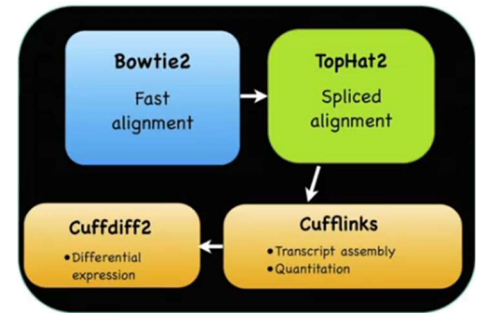 Bowtie2
Fast
alignment
TopHat2
Spliced
alignment
Cuffdiff2
•Differential
expression
Cufflinks
•Transcript assembly
•Quantitation